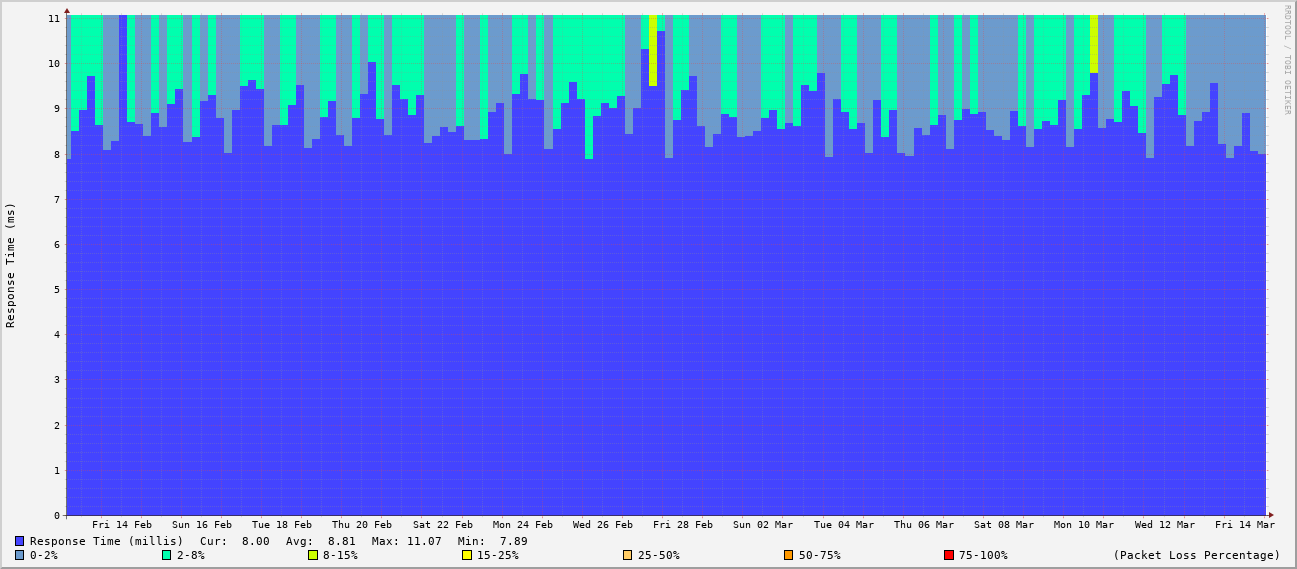 11
10
9
8
7
6
5
4
3
2
1
0
Response Time (ms)
RRDTOOL / TOBI OETIKER
Fri 14 Feb Sun 16 Feb Tue 18 Feb Thu 20 Feb Sat 22 Feb Mon 24 Feb Wed 26 Feb Fri 28 Feb Sun 02 Mar Tue 04 Mar Thu 06 Mar Sat 08 Mar Mon 10 Mar Wed 12 Mar Fri 14 Mar
Response Time (millis) Cur: 8.00 Avg: 8.81 Max: 11.07 Min: 7.89
0-2% 2-8% 8-15% 15-25% 25-50% 50-75% 75-100% (Packet Loss Percentage)